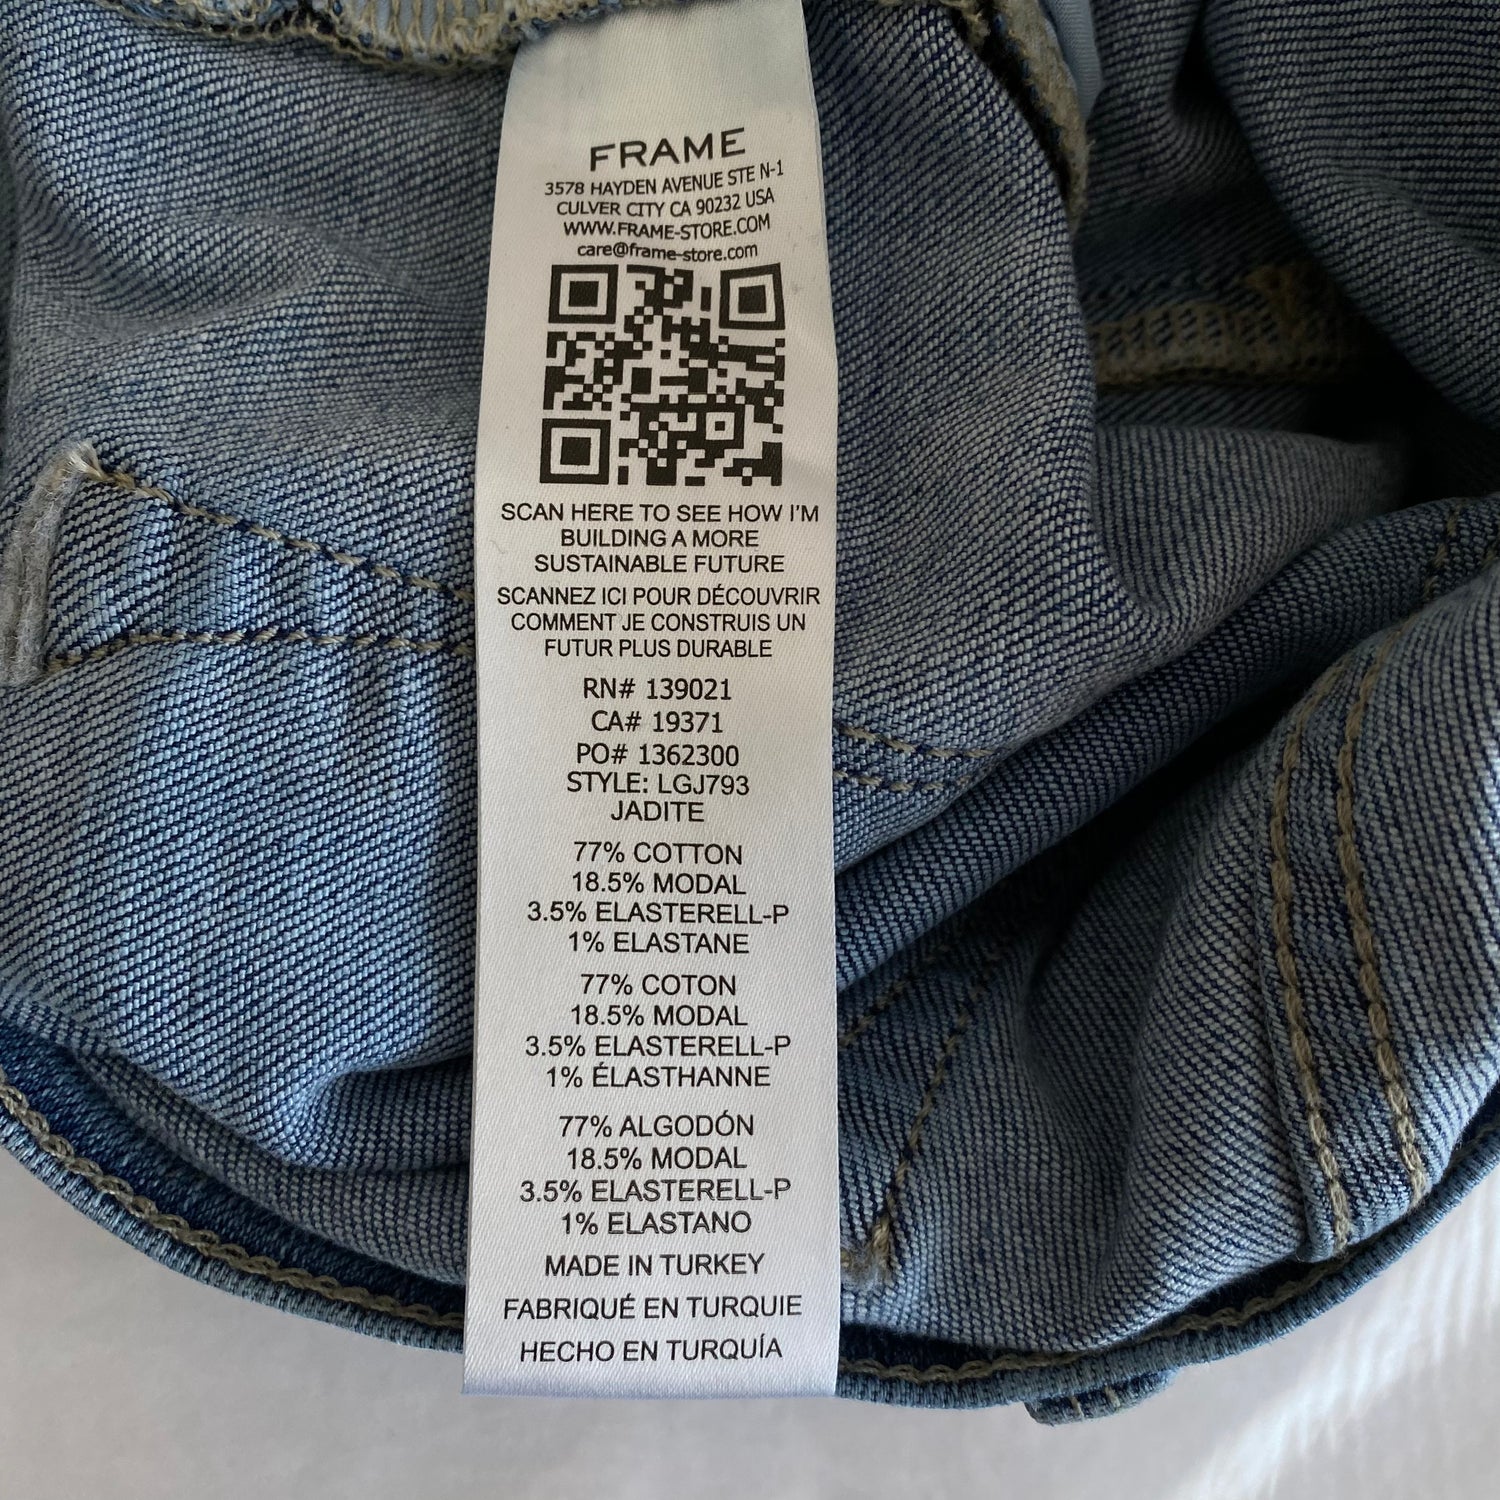 FRAME
3578 HAYDEN AVENUE STE N-1
CULVER CITY CA 90232 USA
WWW.FRAME-STORE.COM
care@frame-store.com
SCAN HERE TO SEE HOW I'M
BUILDING A MORE
SUSTAINABLE FUTURE
SCANNEZ ICI POUR DÉCOUVRIR
COMMENT JE CONSTRUIS UN
FUTUR PLUS DURABLE
RN# 139021
CA# 19371
PO# 1362300
STYLE: LGJ793
JADITE
77% COTTON
18.5% MODAL
3.5% ELASTERELL-P
1% ELASTANE
77% COTON
18.5% MODAL
3.5% ELASTERELL-P
1% ÉLASTHANNE
77% ALGODÓN
18.5% MODAL
3.5% ELASTERELL-P
1% ELASTANO
MADE IN TURKEY
FABRIQUÉ EN TURQUIE
HECHO EN TURQUÍA